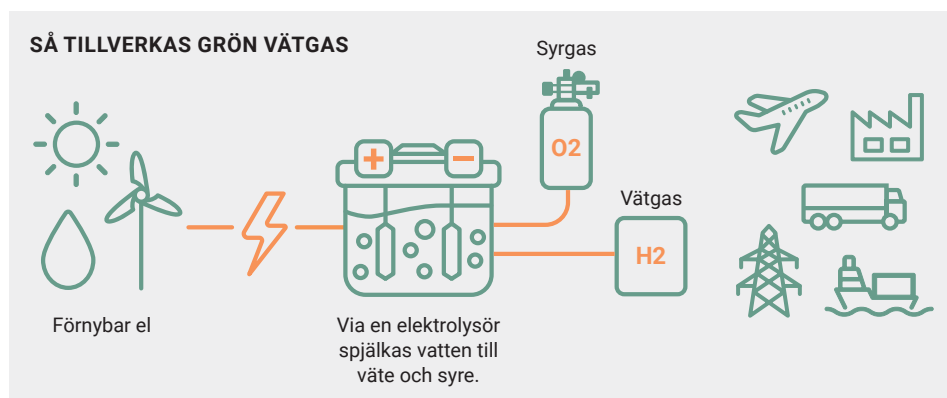 SÅ TILLVERKAS GRÖN VÄTGAS
Syrgas
+
−
O2
Vätgas
H2
Förnybar el
Via en elektrolysör
spjälkas vatten till
väte och syre.